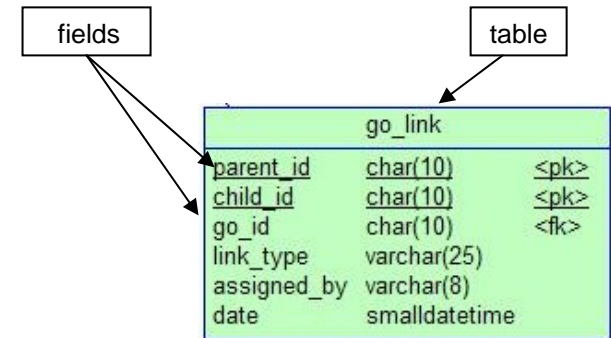 fields
table
go_link
parent_id char(10) <pk>
child_id char(10) <pk>
go_id char(10) <fk>
link_type varchar(25)
assigned_by varchar(8)
date smalldatetime